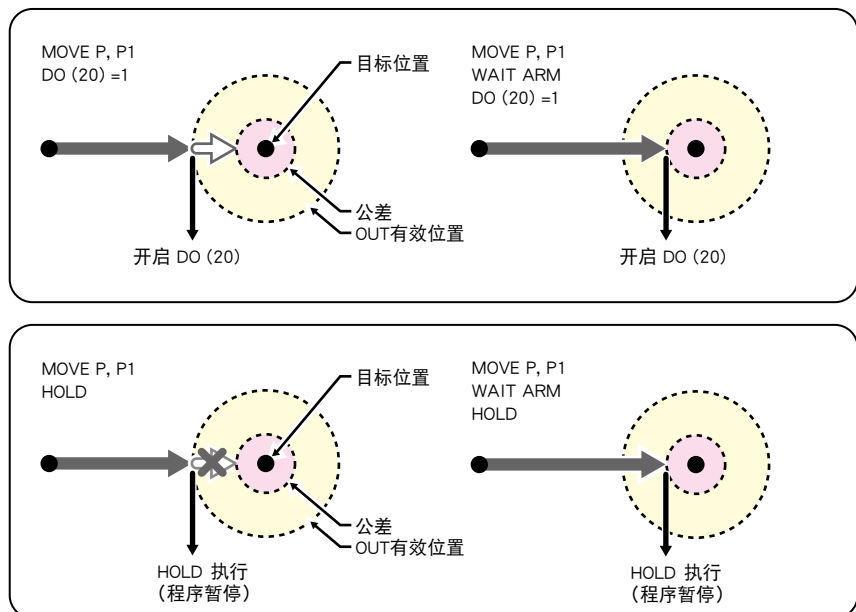 MOVE P, P1
DO (20) =1
目标位置
公差
OUT有效位置
开启 DO (20)
MOVE P, P1
WAIT ARM
DO (20) =1
开启 DO (20)
MOVE P, P1
HOLD
目标位置
公差
OUT有效位置
HOLD 执行
(程序暂停)
MOVE P, P1
WAIT ARM
HOLD
HOLD 执行
(程序暂停)